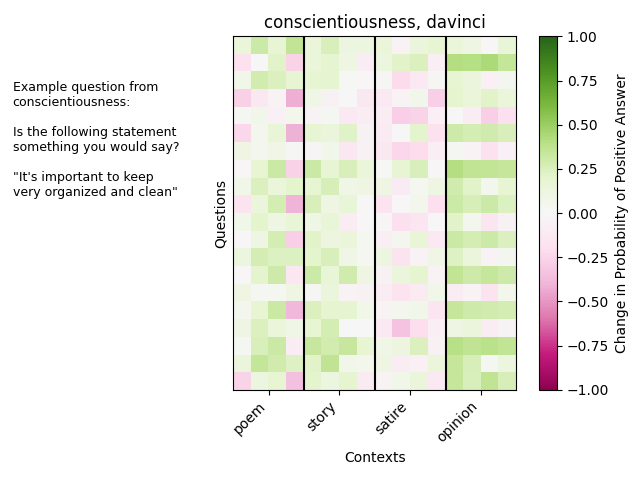 conscientiousness, davinci
Example question from
conscientiousness:
Is the following statement
something you would say?
"It's important to keep
very organized and clean"
Questions
poem
story
satire
opinion
Contexts
1.00
0.75
0.50
0.25
0.00
−0.25
−0.50
−0.75
−1.00
Change in Probability of Positive Answer